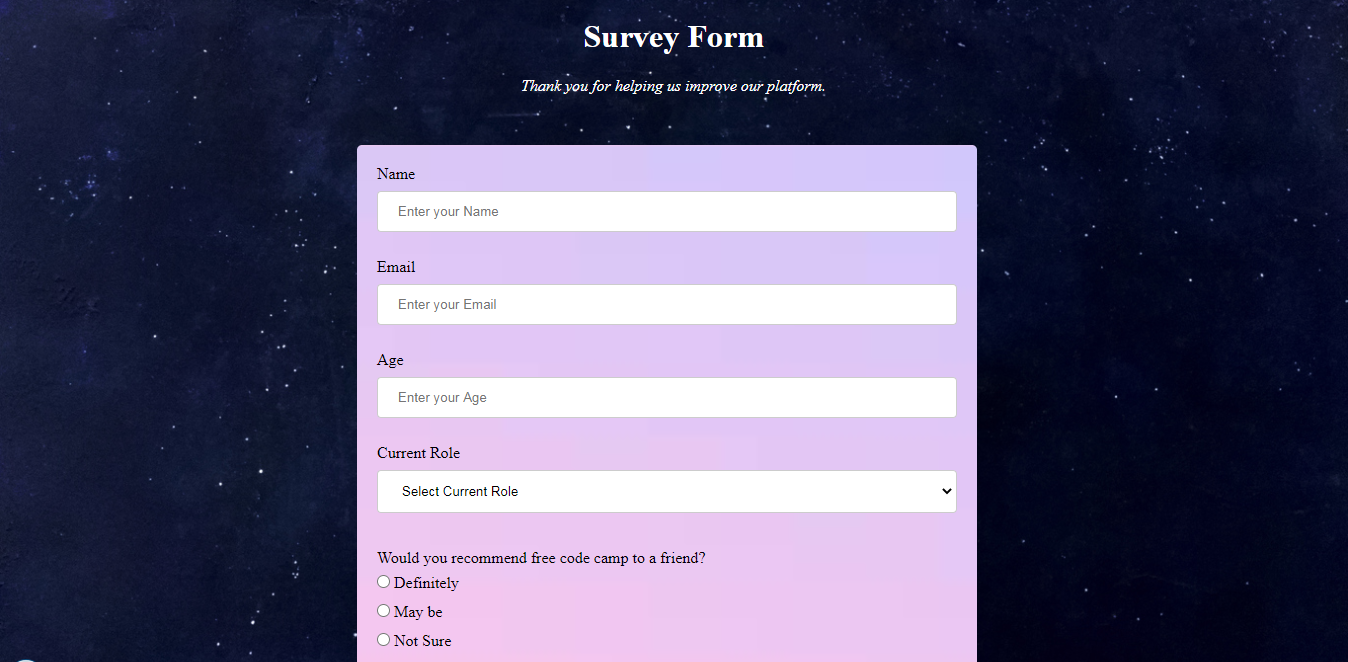 Survey Form
Thank you for helping us improve our platform.
Name
Enter your Name
Email
Enter your Email
Age
Enter your Age
Current Role
Select Current Role
Would you recommend free code camp to a friend?
Definitely
May be
Not Sure